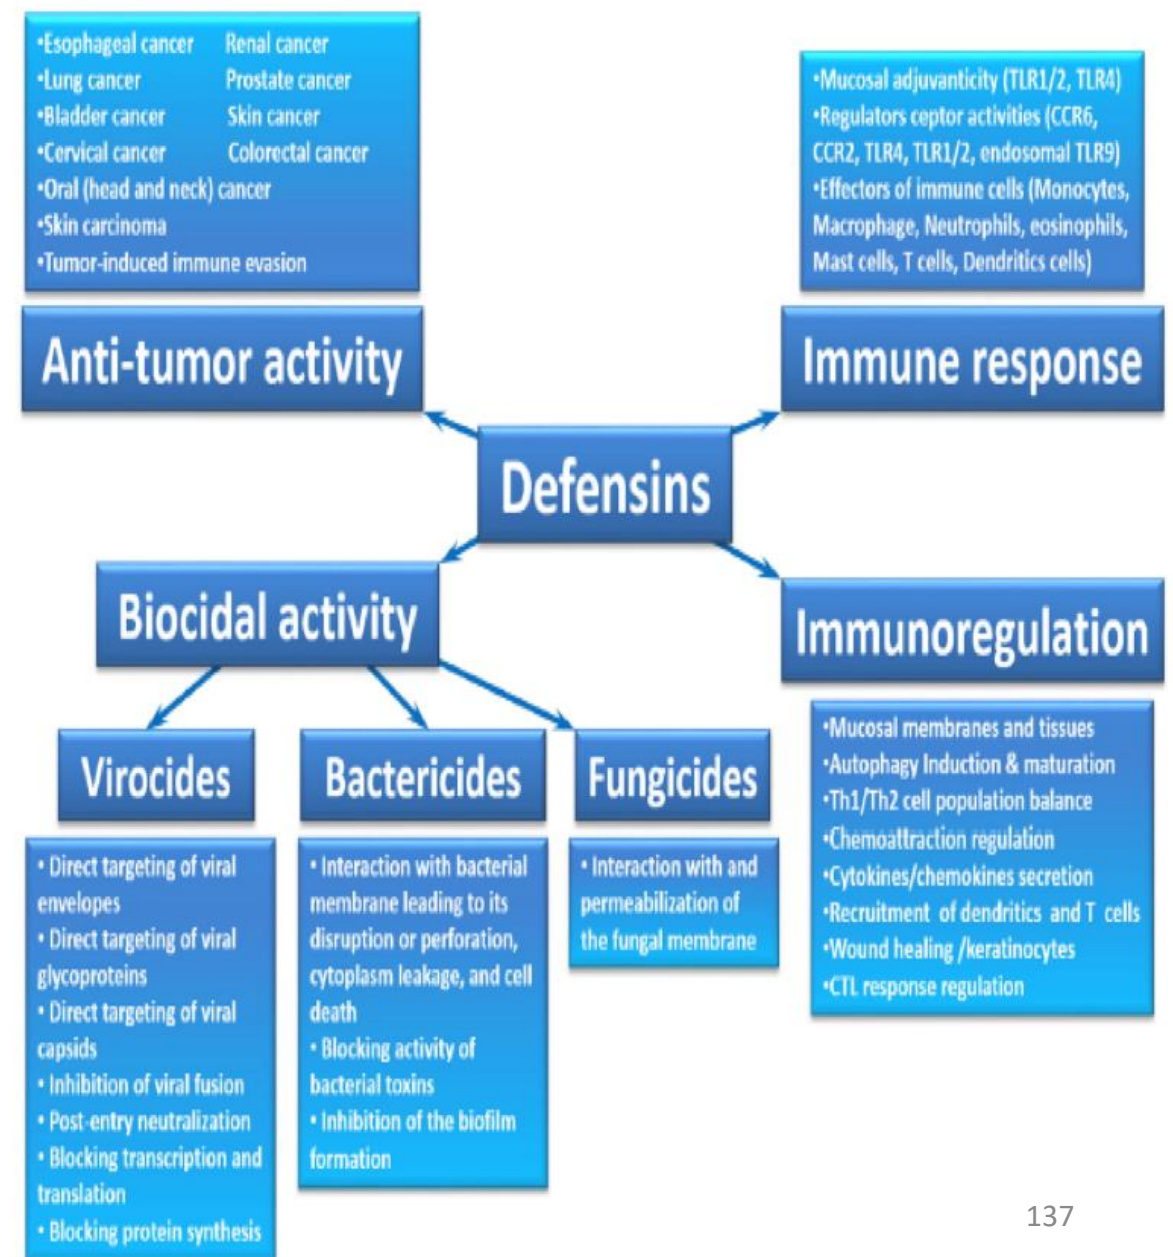 •Esophageal cancer Renal cancer
•Lung cancer Prostate cancer
•Bladder cancer Skin cancer
•Cervical cancer Colorectal cancer
•Oral (head and neck) cancer
•Skin carcinoma
•Tumor-induced immune evasion
Anti-tumor activity
•Mucosal adjuvanticity (TLR1/2, TLR4)
•Regulators ceptor activities (CCR6,
CCR2, TLR4, TLR1/2, endosomal TLR9)
•Effectors of immune cells (Monocytes,
Macrophage, Neutrophils, eosinophils,
Mast cells, T cells, Dendritics cells)
Immune response
Defensins
Biocidal activity
Immunoregulation
•Mucosal membranes and tissues
•Autophagy Induction & maturation
•Th1/Th2 cell population balance
•Chemoattraction regulation
•Cytokines/chemokines secretion
•Recruitment of dendritics and T cells
•Wound healing /keratinocytes
•CTL response regulation
Virocides
• Direct targeting of viral
envelopes
• Direct targeting of viral
glycoproteins
• Direct targeting of viral
capsids
• Inhibition of viral fusion
• Post-entry neutralization
• Blocking transcription and
translation
• Blocking protein synthesis
Bactericides
• Interaction with bacterial
membrane leading to its
disruption or perforation,
cytoplasm leakage, and cell
death
• Blocking activity of
bacterial toxins
• Inhibition of the biofilm
formation
Fungicides
• Interaction with and
permeabilization of
the fungal membrane
137